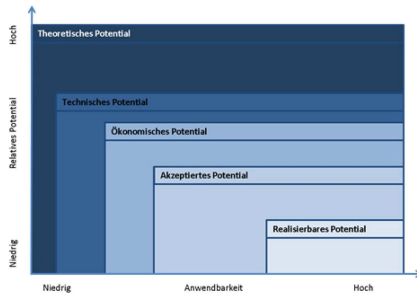 Hoch
Theoretisches Potential
Technisches Potential
Relatives Potential
Ökonomisches Potential
Akzeptiertes Potential
Realisierbares Potential
Niedrig
Niedrig
Anwendbarkeit
Hoch